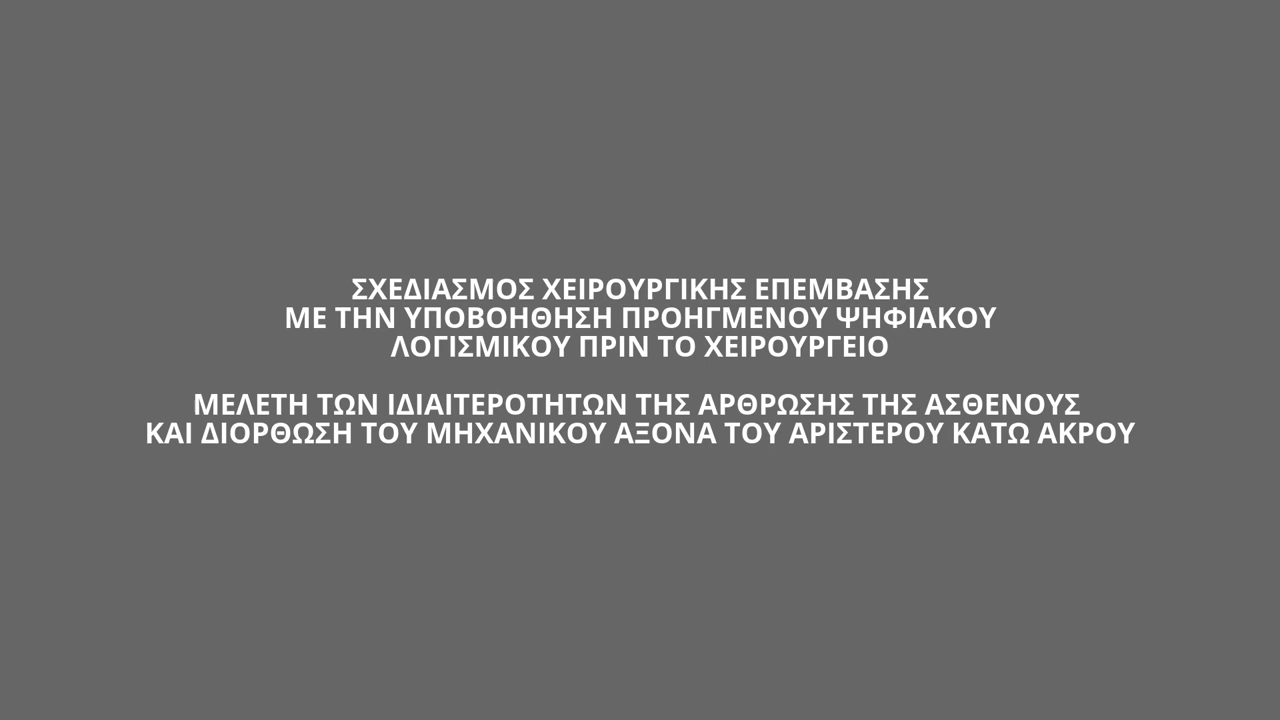 ΣΧΕΔΙΑΣΜΟΣ ΧΕΙΡΟΥΡΓΙΚΗΣ ΕΠΕΜΒΑΣΗΣ
ΜΕ ΤΗΝ ΥΠΟΒΟΗΘΗΣΗ ΠΡΟΗΓΜΕΝΟΥ ΨΗΦΙΑΚΟΥ
ΛΟΓΙΣΜΙΚΟΥ ΠΡΙΝ ΤΟ ΧΕΙΡΟΥΡΓΕΙΟ
ΜΕΛΕΤΗ ΤΩΝ ΙΔΙΑΙΤΕΡΟΤΗΤΩΝ ΤΗΣ ΑΡΘΡΩΣΗΣ ΤΗΣ ΑΣΘΕΝΟΥΣ
ΚΑΙ ΔΙΟΡΘΩΣΗ ΤΟΥ ΜΗΧΑΝΙΚΟΥ ΑΞΟΝΑ ΤΟΥ ΑΡΙΣΤΕΡΟΥ ΚΑΤΩ ΑΚΡΟΥ